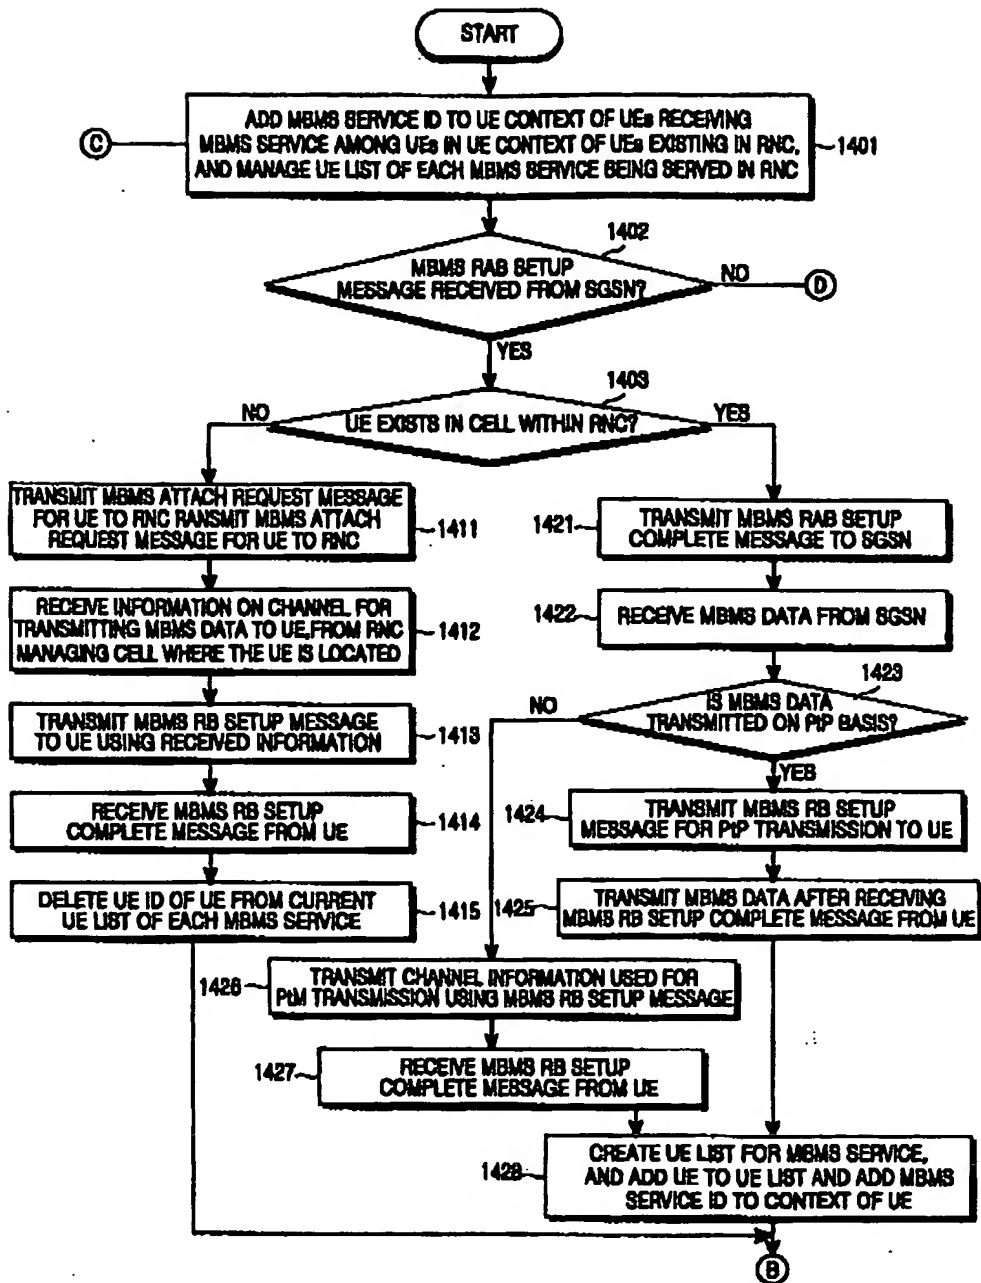 START
ADD MBMS SERVICE ID TO UE CONTEXT OF UEs RECEIVING
MBMS SERVICE AMONG UEs IN UE CONTEXT OF UEs EXISTING IN RNC,
AND MANAGE UE LIST OF EACH MBMS SERVICE BEING SERVED IN RNC
C
1401
1402
MBMS RAB SETUP
MESSAGE RECEIVED FROM SGSN?
NO
D
YES
1403
NO
UE EXISTS IN CELL WITHIN RNC?
YES
TRANSMIT MBMS ATTACH REQUEST MESSAGE
FOR UE TO RNC RANSMIT MBMS ATTACH
REQUEST MESSAGE FOR UE TO RNC
1411
RECEIVE INFORMATION ON CHANNEL FOR
TRANSMITTING MBMS DATA TO UE, FROM RNC
MANAGING CELL WHERE THE UE IS LOCATED
1412
TRANSMIT MBMS RB SETUP MESSAGE
TO UE USING RECEIVED INFORMATION
1413
RECEIVE MBMS RB SETUP
COMPLETE MESSAGE FROM UE
1414
DELETE UE ID OF UE FROM CURRENT
UE LIST OF EACH MBMS SERVICE
1415
1421
TRANSMIT MBMS RAB SETUP
COMPLETE MESSAGE TO SGSN
1422
RECEIVE MBMS DATA FROM SGSN
1423
NO
IS MBMS DATA
TRANSMITTED ON PtP BASIS?
YES
1424
TRANSMIT MBMS RB SETUP
MESSAGE FOR PtP TRANSMISSION TO UE
1425
TRANSMIT MBMS DATA AFTER RECEIVING
MBMS RB SETUP COMPLETE MESSAGE FROM UE
1426
TRANSMIT CHANNEL INFORMATION USED FOR
PtM TRANSMISSION USING MBMS RB SETUP MESSAGE
1427
RECEIVE MBMS RB SETUP
COMPLETE MESSAGE FROM UE
1428
CREATE UE LIST FOR MBMS SERVICE,
AND ADD UE TO UE LIST AND ADD MBMS
SERVICE ID TO CONTEXT OF UE
B